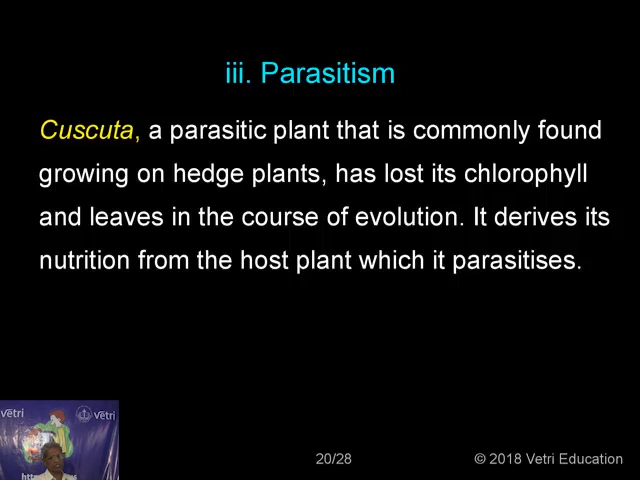 iii. Parasitism
Cuscuta, a parasitic plant that is commonly found
growing on hedge plants, has lost its chlorophyll
and leaves in the course of evolution. It derives its
nutrition from the host plant which it parasitises.
vetri
vetri
20/28
© 2018 Vetri Education